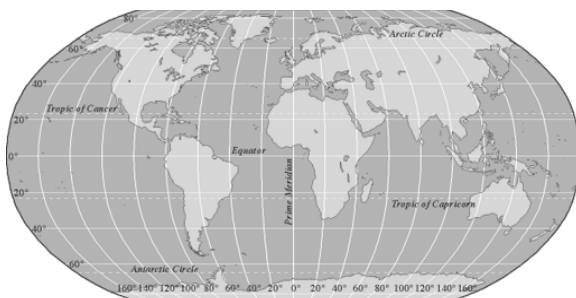 80°
60°
Arctic Circle
40°
Tropic of Cancer
20°
Equator
0°
Prime Meridian
20°
Tropic of Capricorn
40°
60°
Antarctic Circle
160° 140° 120° 100° 80° 60° 40° 20° 0° 20° 40° 60° 80° 100° 120° 140° 160°